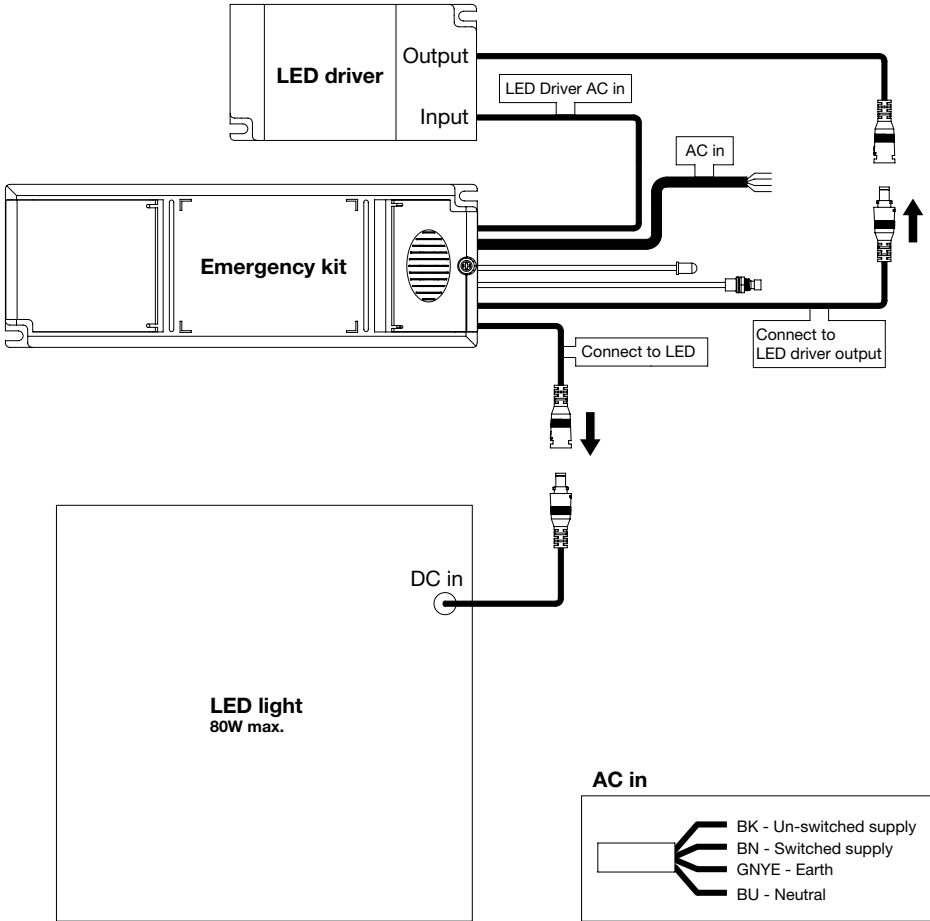 Output
LED driver
LED Driver AC in
Input
AC in
Emergency kit
Connect to
LED driver output
Connect to LED
DC in
LED light
80W max.
AC in
BK - Un-switched supply
BN - Switched supply
GNYE - Earth
BU - Neutral